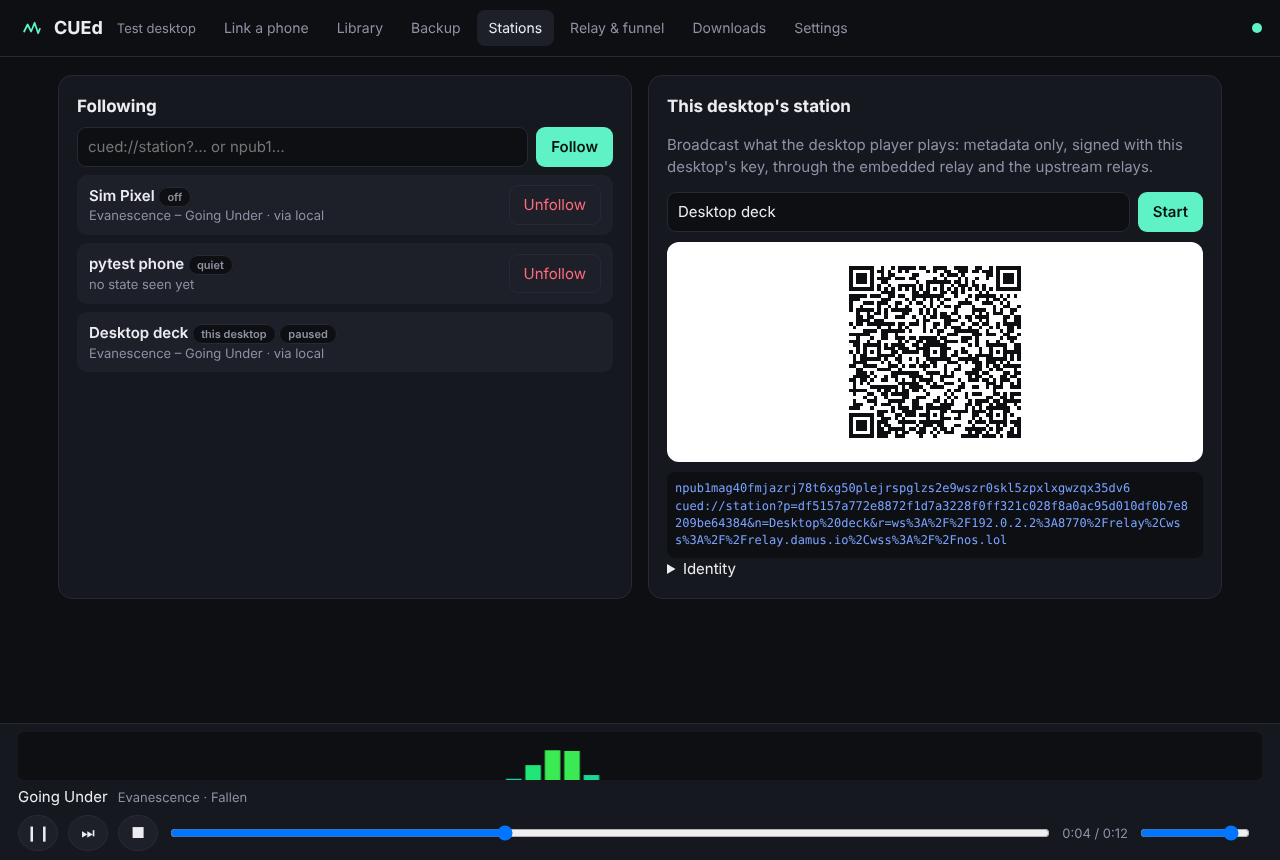 CUEd Test desktop Link a phone Library Backup Stations Relay & funnel Downloads Settings
Following
cued://station?... or npub1... Follow
Sim Pixel off
Evanescence – Going Under · via local
Unfollow
pytest phone quiet
no state seen yet
Unfollow
Desktop deck this desktop paused
Evanescence – Going Under · via local
This desktop's station
Broadcast what the desktop player plays: metadata only, signed with this
desktop's key, through the embedded relay and the upstream relays.
Desktop deck Start
npub1mag40fmjazrj78t6xg50plejrspglzs2e9wszr0skl5zpxlxgwzqx35dv6
cued://station?p=df5157a772e8872f1d7a3228f0ff321c028f8a0ac95d010df0b7e8
209be64384&n=Desktop%20deck&r=ws%3A%2F%2F192.0.2.2%3A8770%2Frelay%2Cws
s%3A%2F%2Frelay.damus.io%2Cwss%3A%2F%2Fnos.lol
Identity
Going Under Evanescence · Fallen
0:04 / 0:12